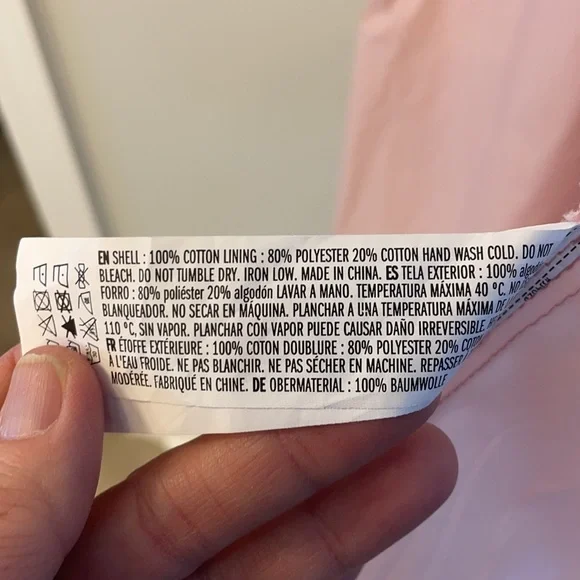 EN SHELL : 100% COTTON LINING : 80% POLYESTER 20% COTTON HAND WASH COLD. DO NOT
BLEACH. DO NOT TUMBLE DRY. IRON LOW. MADE IN CHINA. ES TELA EXTERIOR : 100%
FORRO : 80% poliéster 20% algodón LAVAR A MANO. TEMPERATURA MÁXIMA 40 °C.
BLANQUEADOR. NO SECAR EN MÁQUINA. PLANCHAR A UNA TEMPERATURA MÁXIMA DE
110 °C, SIN VAPOR. PLANCHAR CON VAPOR PUEDE CAUSAR DAÑO IRREVERSIBLE.
FR ÉTOFFE EXTÉRIEURE : 100% COTON DOUBLURE : 80% POLYESTER 20%
À L'EAU FROIDE. NE PAS BLANCHIR. NE PAS SÉCHER EN MACHINE. REPASSER
MODÉRÉE. FABRIQUÉ EN CHINE. DE OBERMATERIAL : 100% BAUMWOLLE